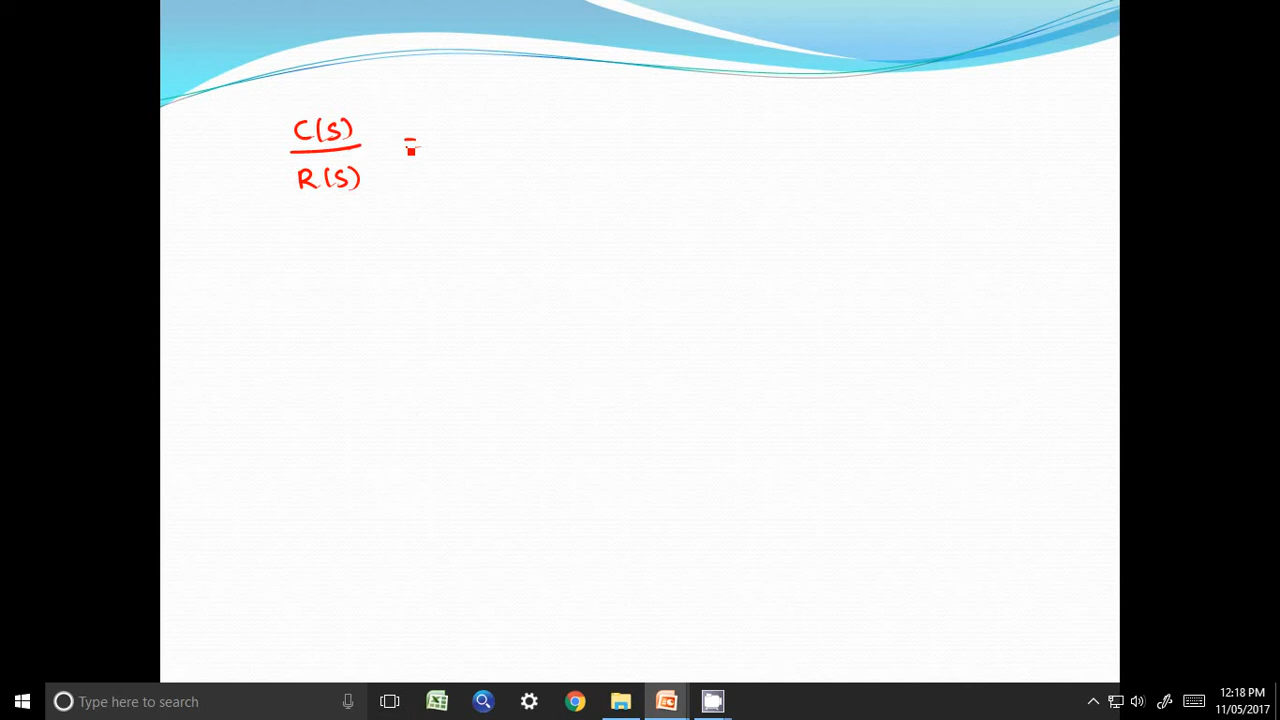 C(S)
=
R(S)
Type here to search
12:18 PM
11/05/2017